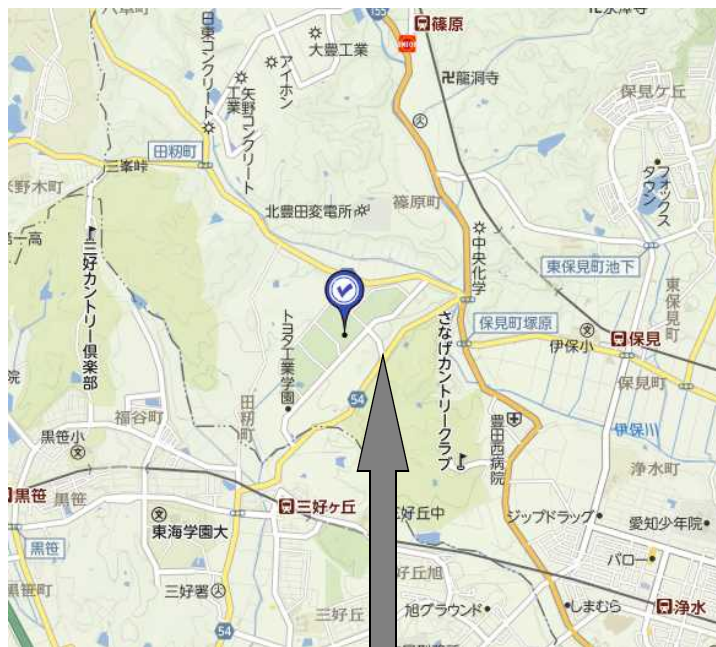 篠原
大豊工業
アイホン
日東コンクリート工業
矢野コンクリート
卍龍洞寺
保見ケ丘
田籾町
三峯峠
フォックスタウン
北豊田変電所
篠原町
三好カントリー倶楽部
中央化学
東保見町池下
東保見町
トヨタ工業学園
さなげカントリークラブ
保見町塚原
伊保小
保見
保見町
54
田籾町
福谷町
黒笹小
豊田西病院
伊保川
浄水町
黒笹
黒笹
三好ヶ丘
三好丘中
ジップドラッグ
愛知少年院
東海学園大
黒笹
バロー
三好署
好丘旭
黒笹町
54
三好丘
旭グラウンド
しまむら
浄水